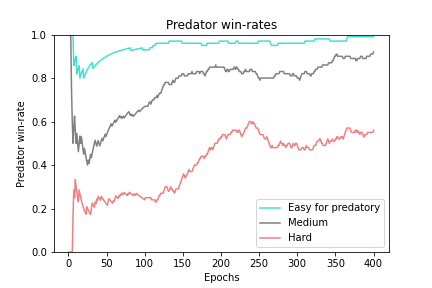 Predator win-rates
Predator win-rate
1.0
0.8
0.6
0.4
0.2
0.0
Easy for predatory
Medium
Hard
0 50 100 150 200 250 300 350 400
Epochs